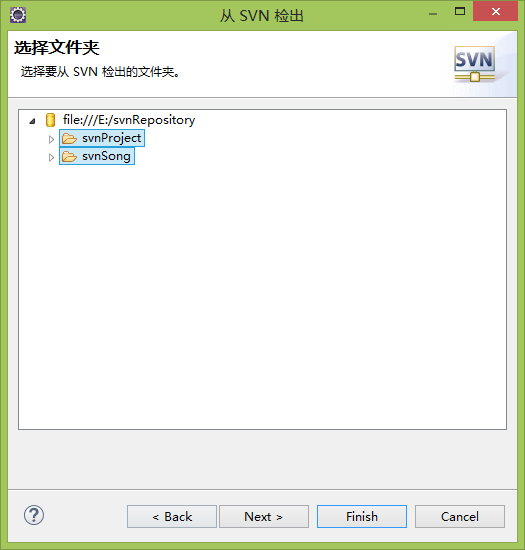 从 SVN 检出
选择文件夹
选择要从 SVN 检出的文件夹。
SVN
file:///E:/svnRepository
svnProject
svnSong
?
< Back
Next >
Finish
Cancel